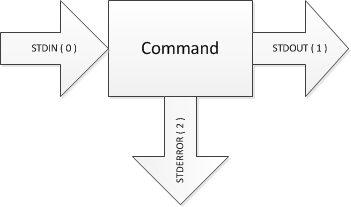 STDIN ( 0 )
Command
STDOUT ( 1 )
STDERROR ( 2 )